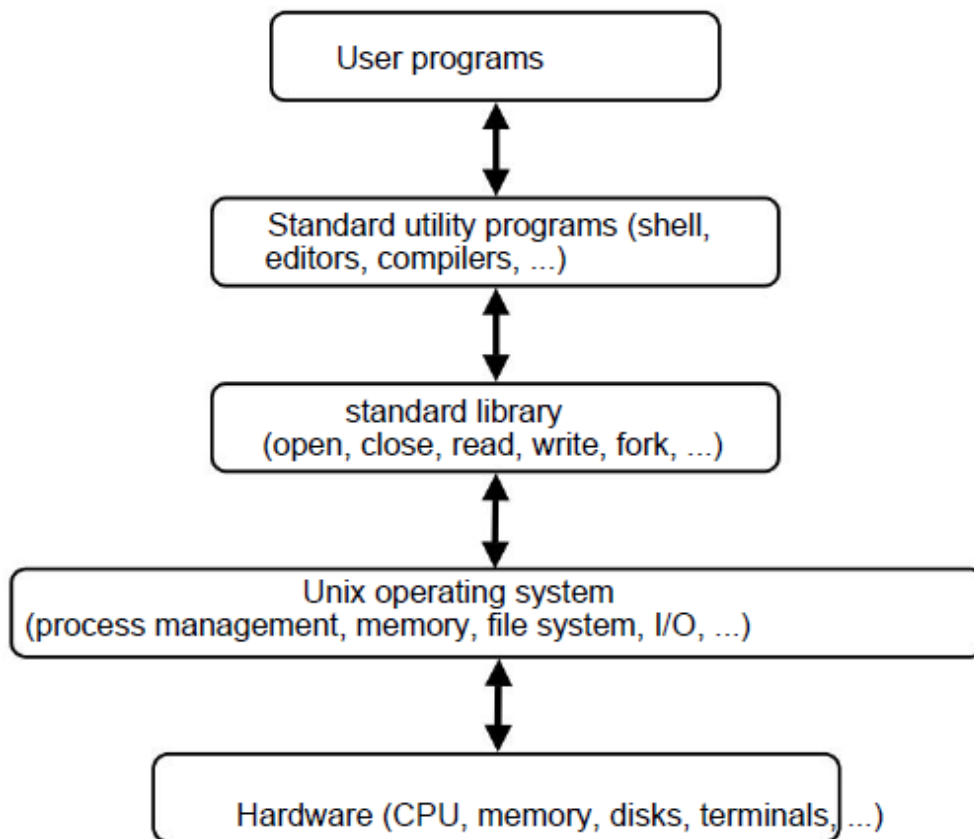 User programs
Standard utility programs (shell,
editors, compilers, ...)
standard library
(open, close, read, write, fork, ...)
Unix operating system
(process management, memory, file system, I/O, ...)
Hardware (CPU, memory, disks, terminals, ...)